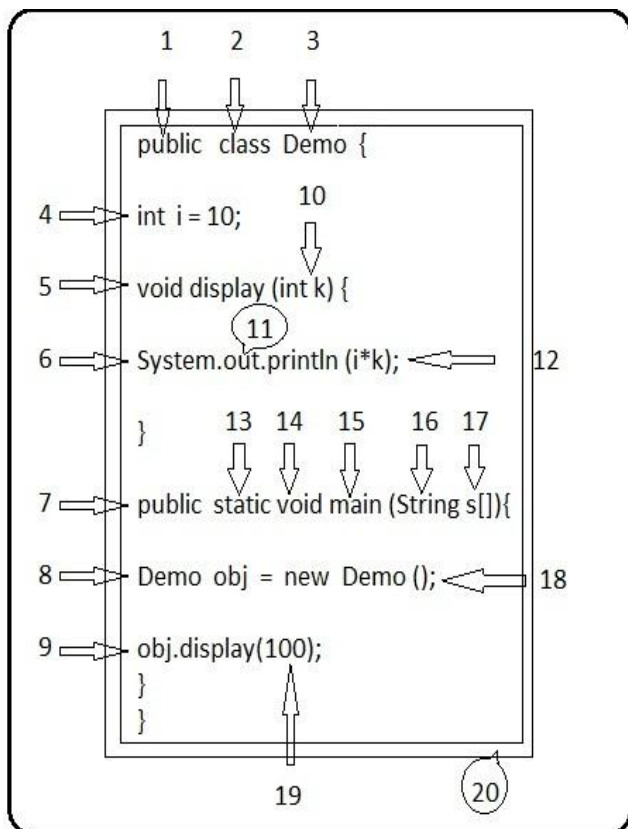 1 2 3
public class Demo {
10
4 int i = 10;
5 void display (int k) {
11
6 System.out.println (i*k); 12
}
13 14 15 16 17
7 public static void main (String s[]){
8 Demo obj = new Demo (); 18
9 obj.display(100);
}
}
19 20